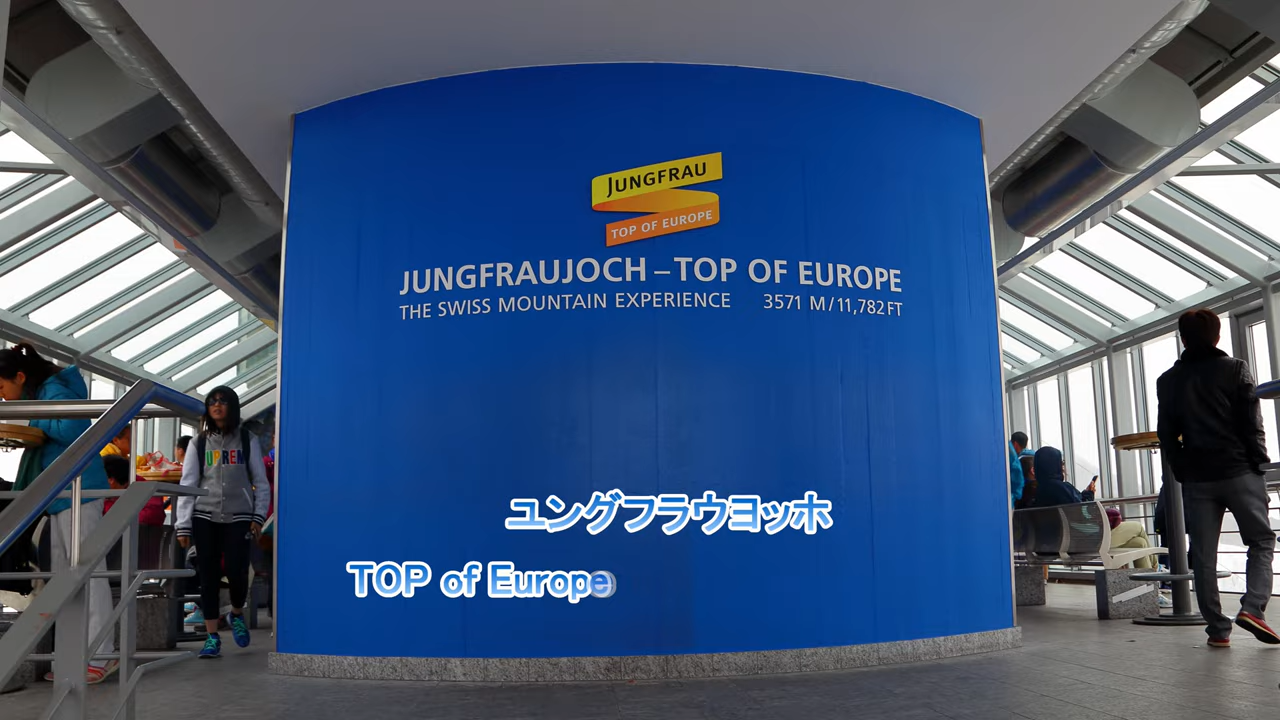 JUNGFRAU
TOP OF EUROPE
JUNGFRAUJOCH – TOP OF EUROPE
THE SWISS MOUNTAIN EXPERIENCE 3571 M/11,782 FT
UPREM
ユングフラウヨッホ
TOP of Europe